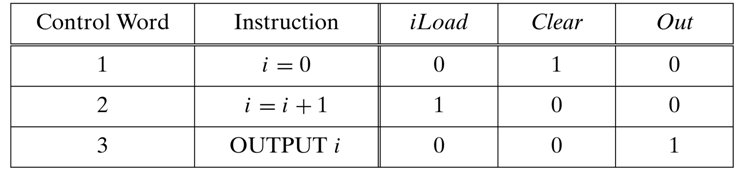 Control Word Instruction iLoad Clear Out
1 i = 0 0 1 0
2 i = i + 1 1 0 0
3 OUTPUT i 0 0 1